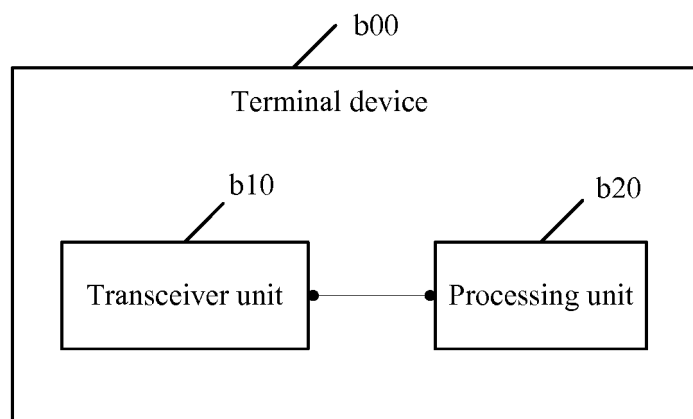 b00
Terminal device
b10
b20
Transceiver unit
Processing unit